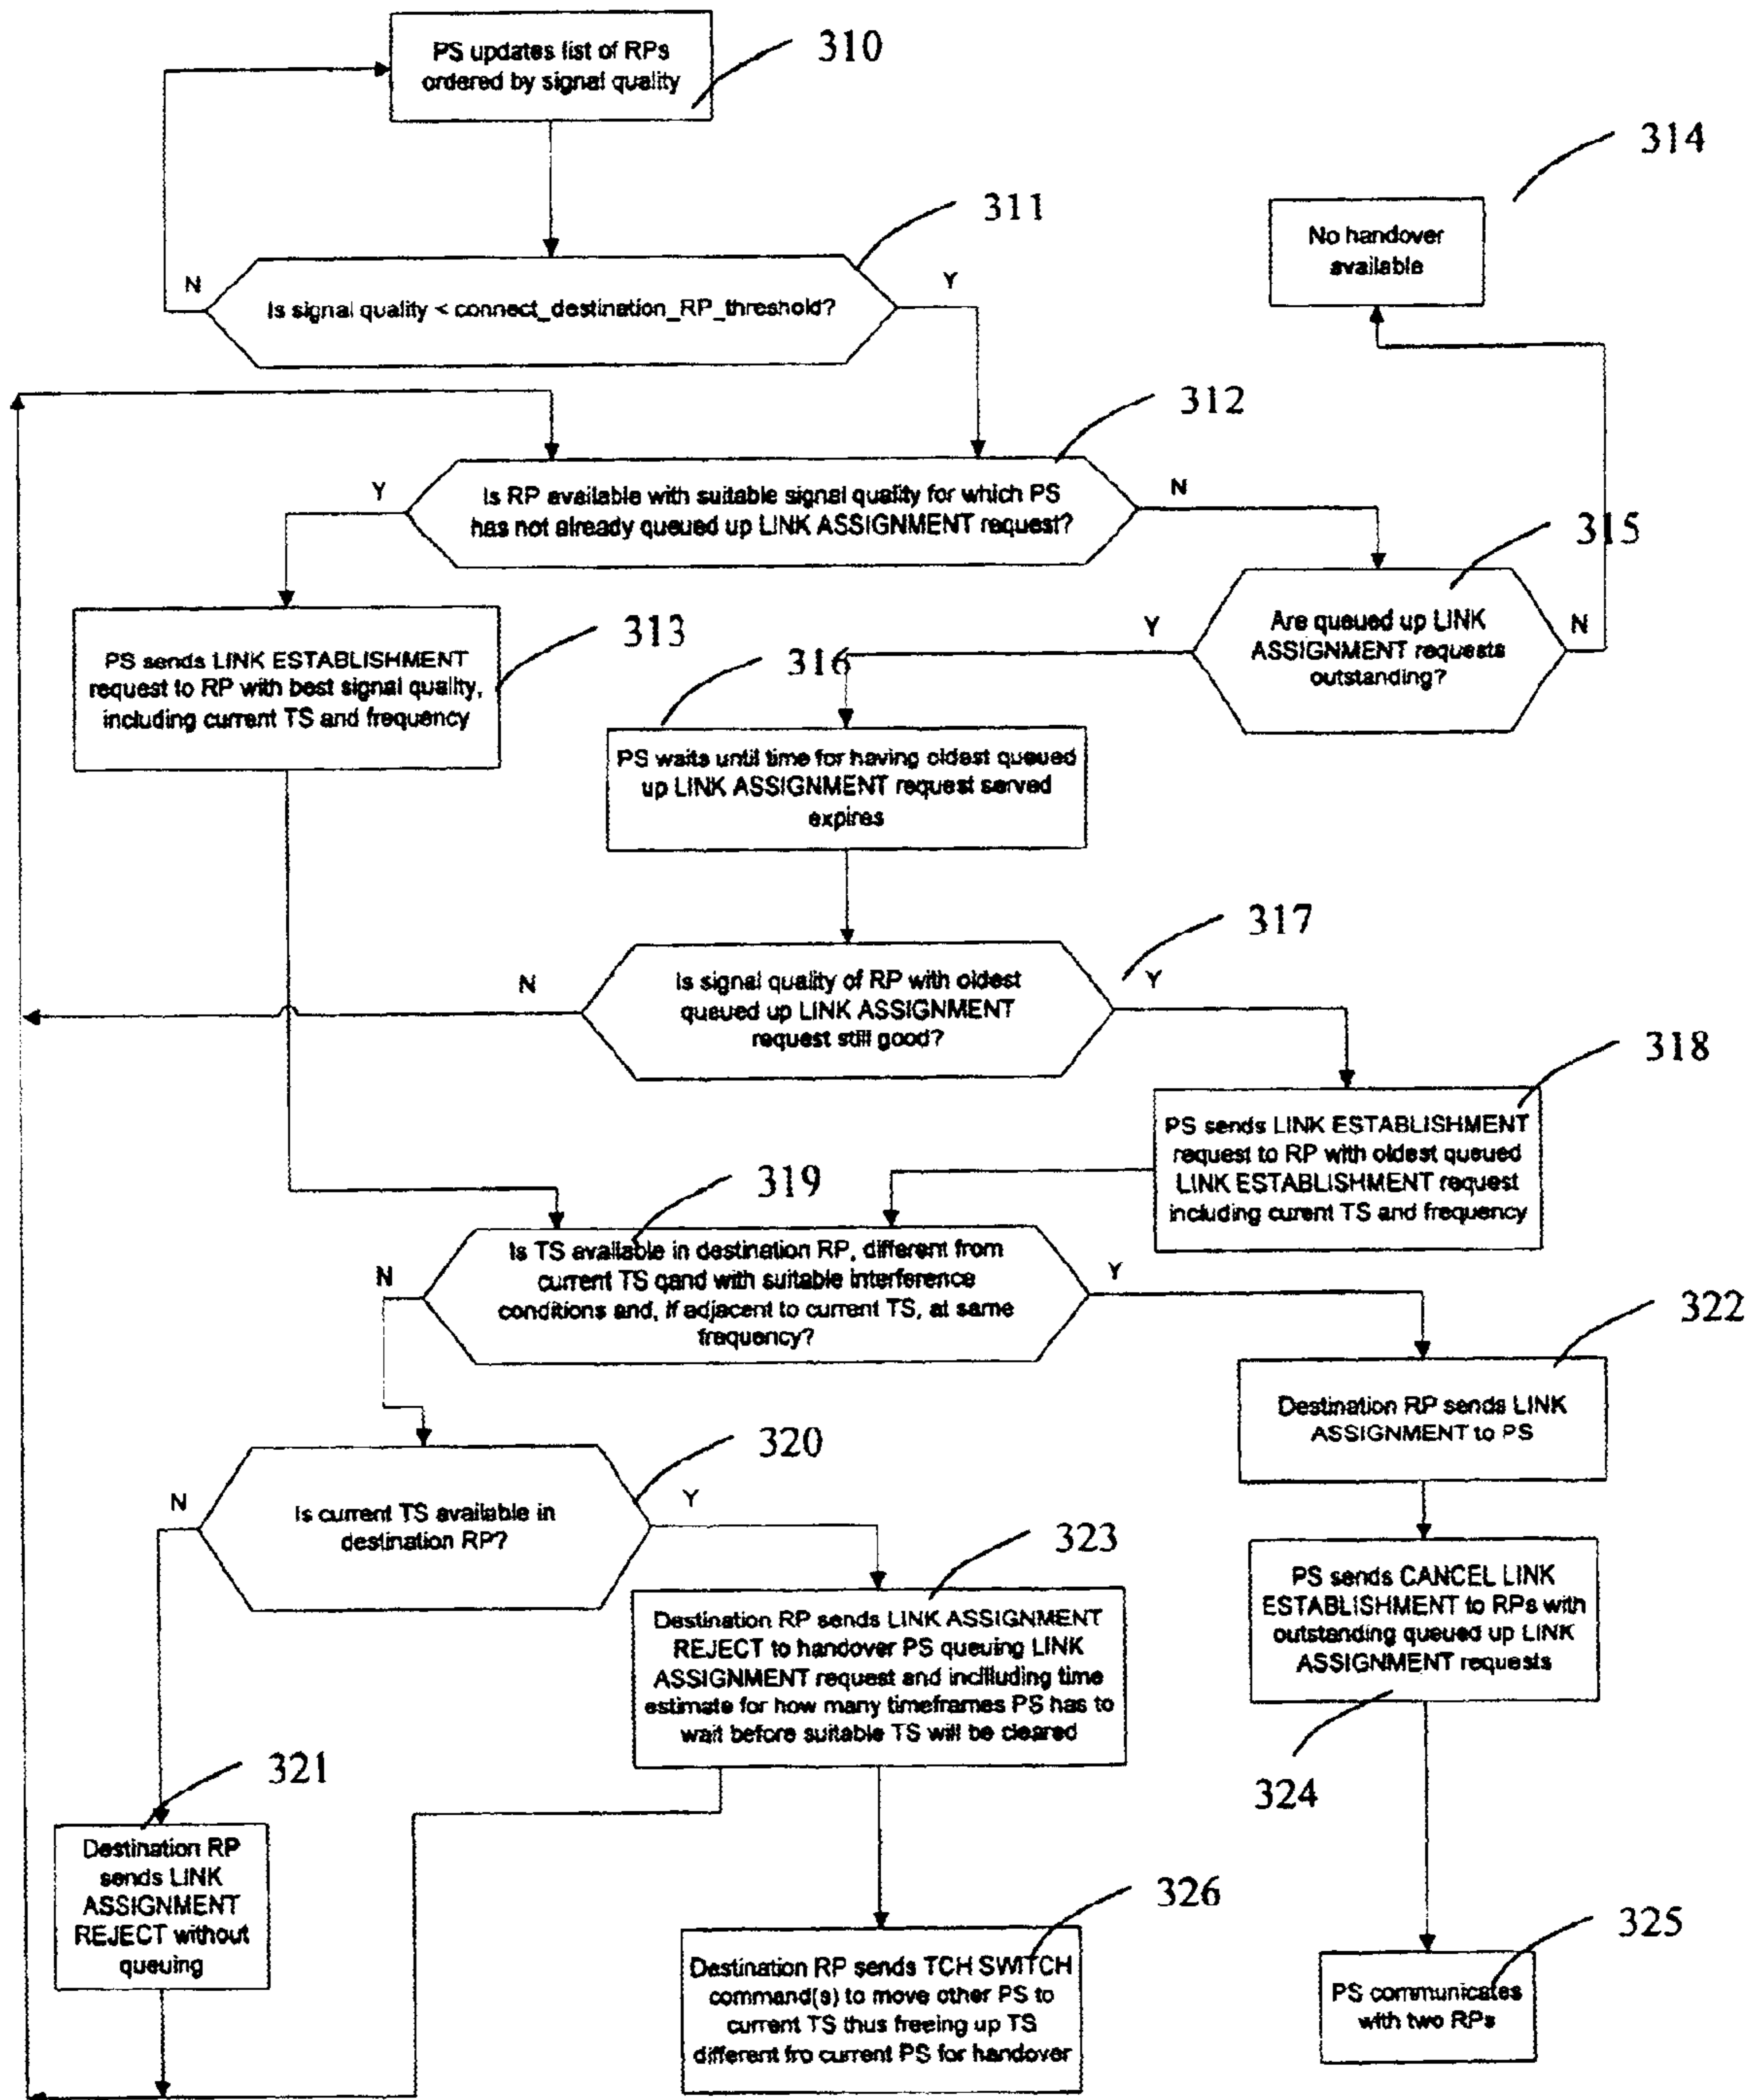 PS updates list of RPs
ordered by signal quality
310
314
No handover
available
311
N
Y
Is signal quality < connect_destination_RP_threshold?
312
Y
N
Is RP available with suitable signal quality for which PS
has not already queued up LINK ASSIGNMENT request?
315
313
PS sends LINK ESTABLISHMENT
request to RP with best signal quality,
including current TS and frequency
316
Y
N
Are queued up LINK
ASSIGNMENT requests
outstanding?
PS waits until time for having oldest queued
up LINK ASSIGNMENT request served
expires
317
N
Y
Is signal quality of RP with oldest
queued up LINK ASSIGNMENT
request still good?
318
PS sends LINK ESTABLISHMENT
request to RP with oldest queued
LINK ESTABLISHMENT request
including curent TS and frequency
319
N
Y
Is TS available in destination RP, different from
current TS qand with suitable interference
conditions and, if adjacent to current TS, at same
frequency?
322
Destination RP sends LINK
ASSIGNMENT to PS
320
N
Y
Is current TS available in
destination RP?
323
Destination RP sends LINK ASSIGNMENT
REJECT to handover PS queuing LINK
ASSIGNMENT request and incliluding time
estimate for how many timeframes PS has to
wait before suitable TS will be cleared
PS sends CANCEL LINK
ESTABLISHMENT to RPs with
outstanding queued up LINK
ASSIGNMENT requests
324
321
Destination RP
sends LINK
ASSIGNMENT
REJECT without
queuing
326
Destination RP sends TCH SWITCH
command(s) to move other PS to
current TS thus freeing up TS
different fro current PS for handover
325
PS communicates
with two RPs